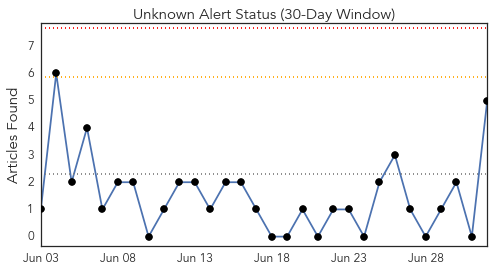 Unknown Alert Status (30-Day Window)
Articles Found
7
6
5
4
3
2
1
0
Jun 03
Jun 08
Jun 13
Jun 18
Jun 23
Jun 28